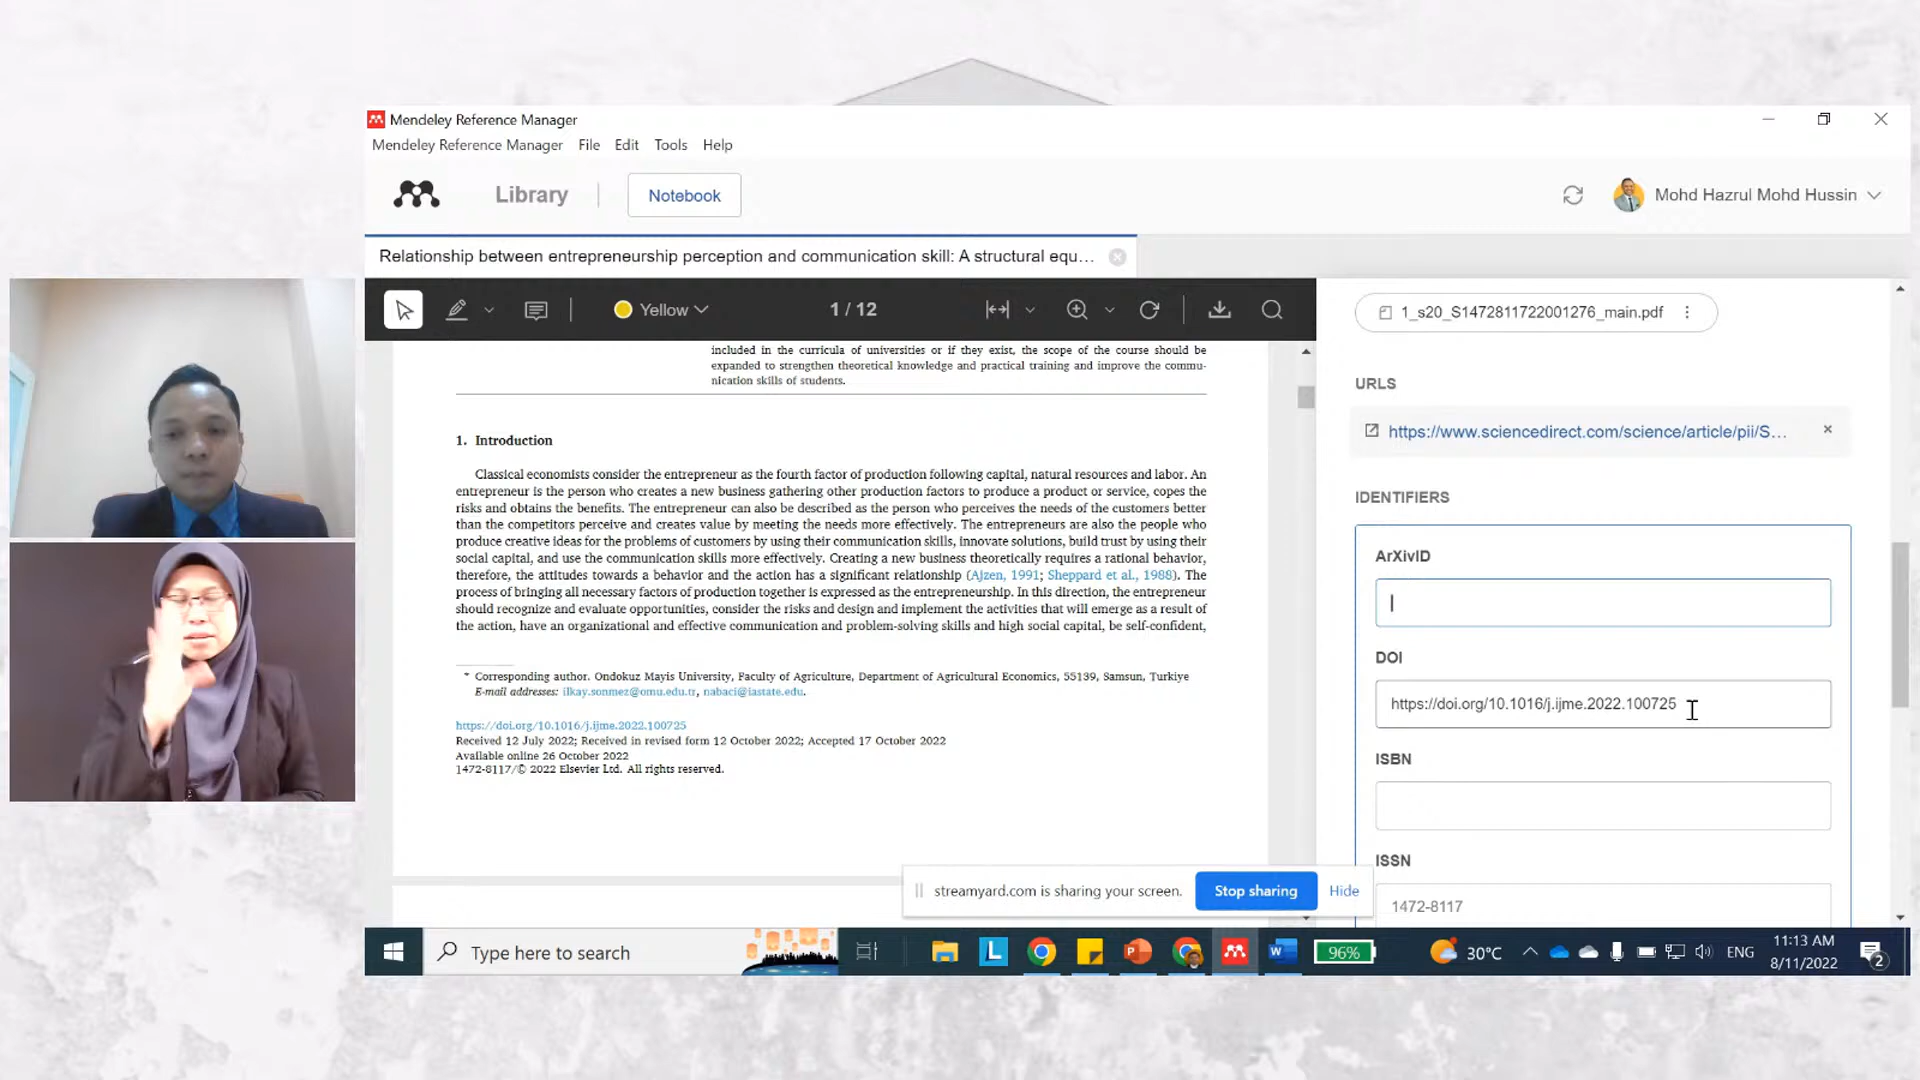 Mendeley Reference Manager
Mendeley Reference Manager File Edit Tools Help
Library
Notebook
Mohd Hazrul Mohd Hussin
Relationship between entrepreneurship perception and communication skill: A structural equ...
Yellow
1 / 12
included in the curricula of universities or if they exist, the scope of the course should be
expanded to strengthen theoretical knowledge and practical training and improve the commu-
nication skills of students.
1. Introduction
Classical economists consider the entrepreneur as the fourth factor of production following capital, natural resources and labor. An
entrepreneur is the person who creates a new business gathering other production factors to produce a product or service, copes the
risks and obtains the benefits. The entrepreneur can also be described as the person who perceives the needs of the customers better
than the competitors perceive and creates value by meeting the needs more effectively. The entrepreneurs are also the people who
produce creative ideas for the problems of customers by using their communication skills, innovate solutions, build trust by using their
social capital, and use the communication skills more effectively. Creating a new business theoretically requires a rational behavior,
therefore, the attitudes towards a behavior and the action has a significant relationship (Ajzen, 1991; Sheppard et al., 1988). The
process of bringing all necessary factors of production together is expressed as the entrepreneurship. In this direction, the entrepreneur
should recognize and evaluate opportunities, consider the risks and design and implement the activities that will emerge as a result of
the action, have an organizational and effective communication and problem-solving skills and high social capital, be self-confident,
* Corresponding author. Ondokuz Mayis University, Faculty of Agriculture, Department of Agricultural Economics, 55139, Samsun, Turkiye
E-mail addresses: ilkay.sonmez@omu.edu.tr, nabaci@iastate.edu.
https://doi.org/10.1016/j.ijme.2022.100725
Received 12 July 2022; Received in revised form 12 October 2022; Accepted 17 October 2022
Available online 26 October 2022
1472-8117/© 2022 Elsevier Ltd. All rights reserved.
1_s20_S1472811722001276_main.pdf
URLS
https://www.sciencedirect.com/science/article/pii/S...
IDENTIFIERS
ArXivID
DOI
https://doi.org/10.1016/j.ijme.2022.100725
ISBN
ISSN
1472-8117
streamyard.com is sharing your screen. Stop sharing Hide
Type here to search
96%
30°C
ENG
11:13 AM
8/11/2022
2